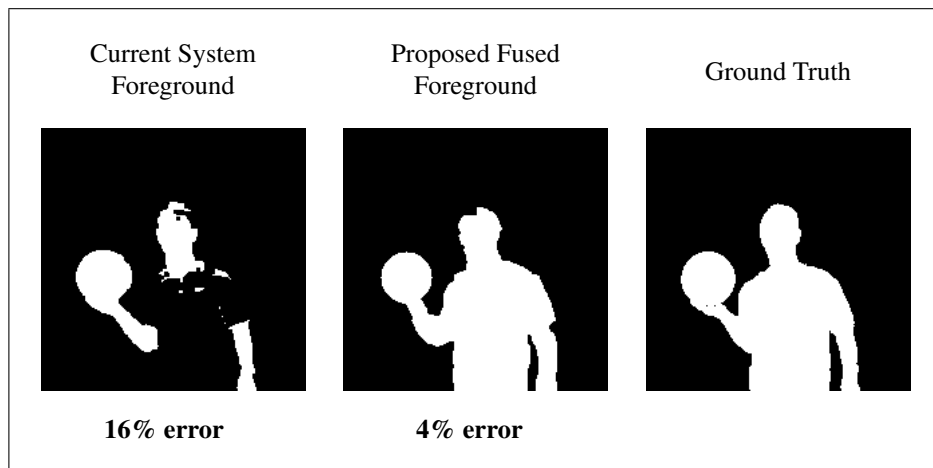 Current System
Foreground
Proposed Fused
Foreground
Ground Truth
16% error
4% error